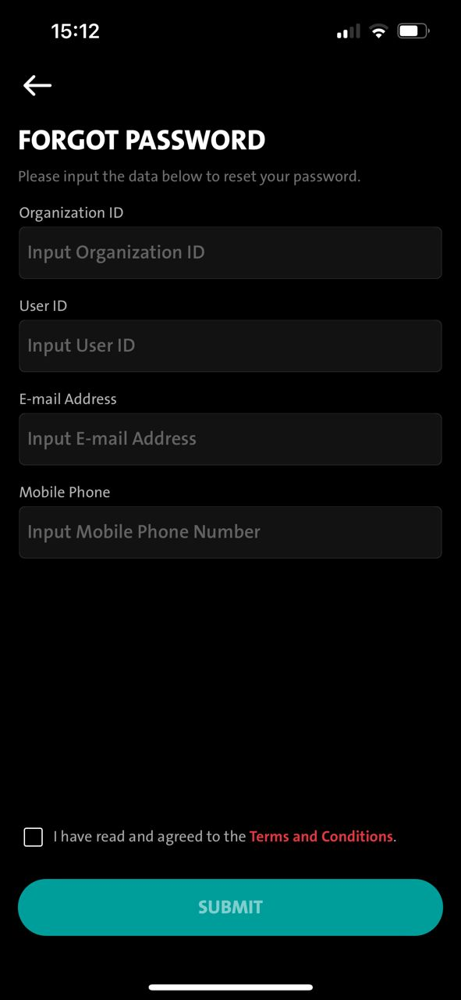 15:12
FORGOT PASSWORD
Please input the data below to reset your password.
Organization ID
Input Organization ID
User ID
Input User ID
E-mail Address
Input E-mail Address
Mobile Phone
Input Mobile Phone Number
I have read and agreed to the Terms and Conditions.
SUBMIT